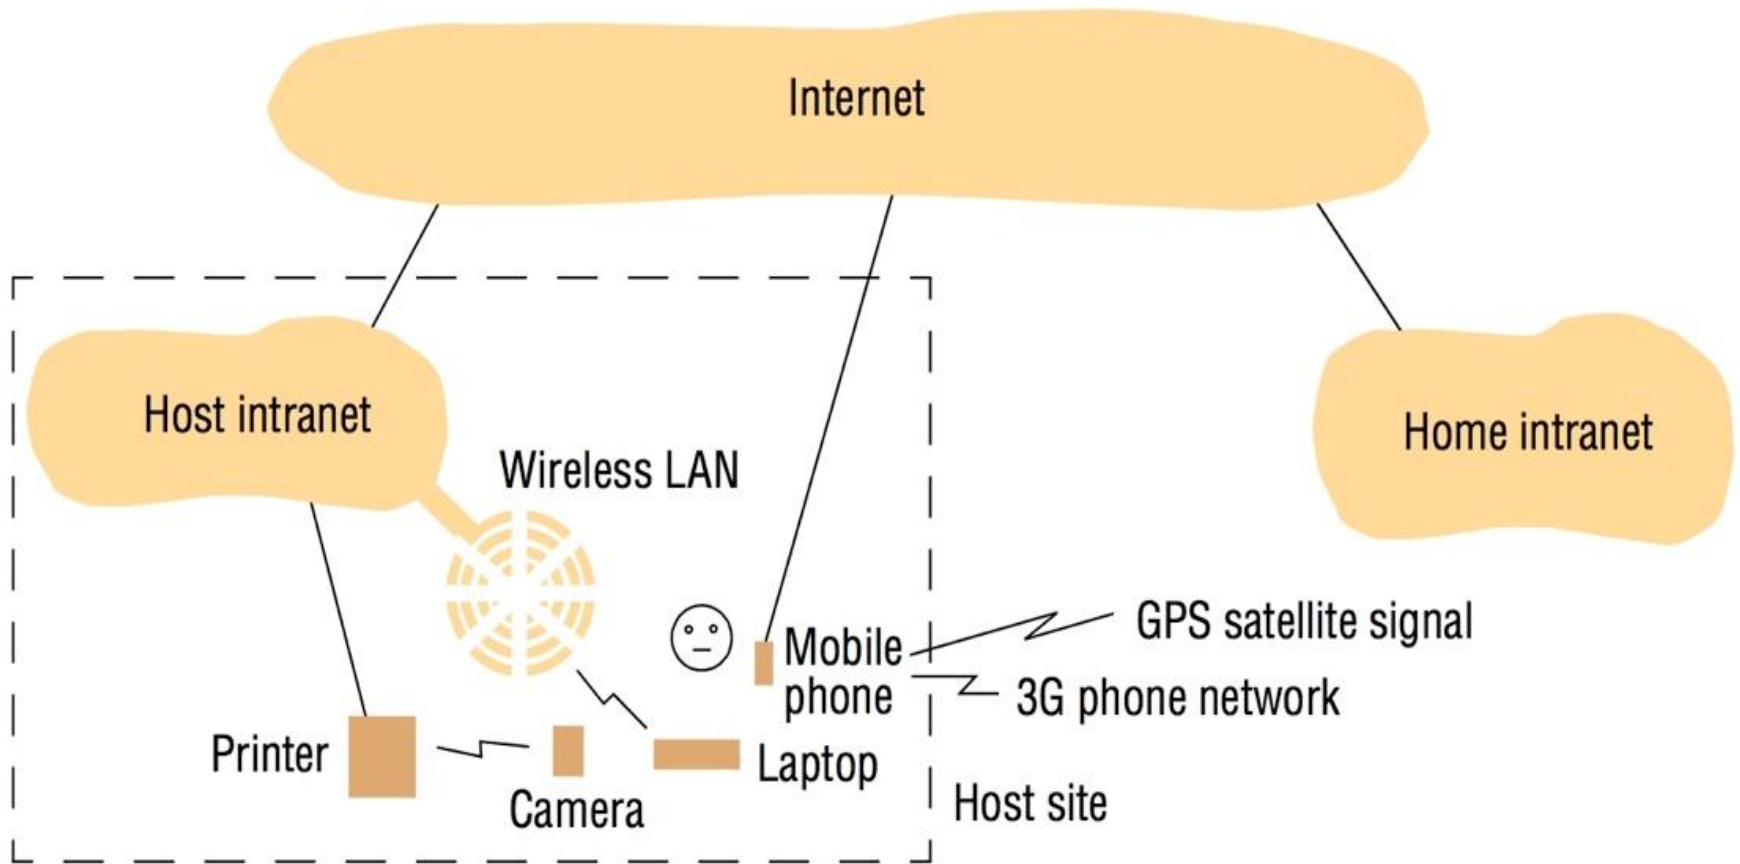 Internet
Host intranet
Home intranet
Wireless LAN
Mobile
phone
GPS satellite signal
3G phone network
Printer
Camera
Laptop
Host site